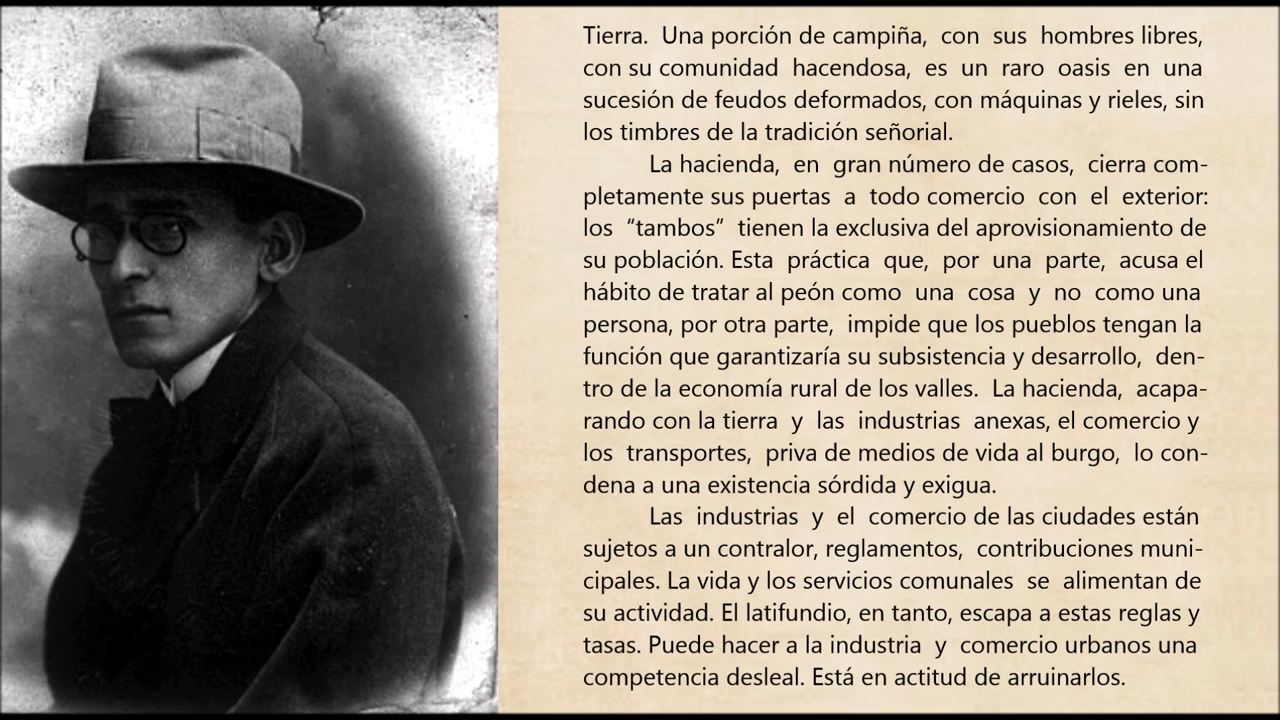 Tierra. Una porción de campiña, con sus hombres libres,
con su comunidad hacendosa, es un raro oasis en una
sucesión de feudos deformados, con máquinas y rieles, sin
los timbres de la tradición señorial.
La hacienda, en gran número de casos, cierra com-
pletamente sus puertas a todo comercio con el exterior:
los “tambos” tienen la exclusiva del aprovisionamiento de
su población. Esta práctica que, por una parte, acusa el
hábito de tratar al peón como una cosa y no como una
persona, por otra parte, impide que los pueblos tengan la
función que garantizaría su subsistencia y desarrollo, den-
tro de la economía rural de los valles. La hacienda, acapa-
rando con la tierra y las industrias anexas, el comercio y
los transportes, priva de medios de vida al burgo, lo con-
dena a una existencia sórdida y exigua.
Las industrias y el comercio de las ciudades están
sujetos a un contralor, reglamentos, contribuciones muni-
cipales. La vida y los servicios comunales se alimentan de
su actividad. El latifundio, en tanto, escapa a estas reglas y
tasas. Puede hacer a la industria y comercio urbanos una
competencia desleal. Está en actitud de arruinarlos.